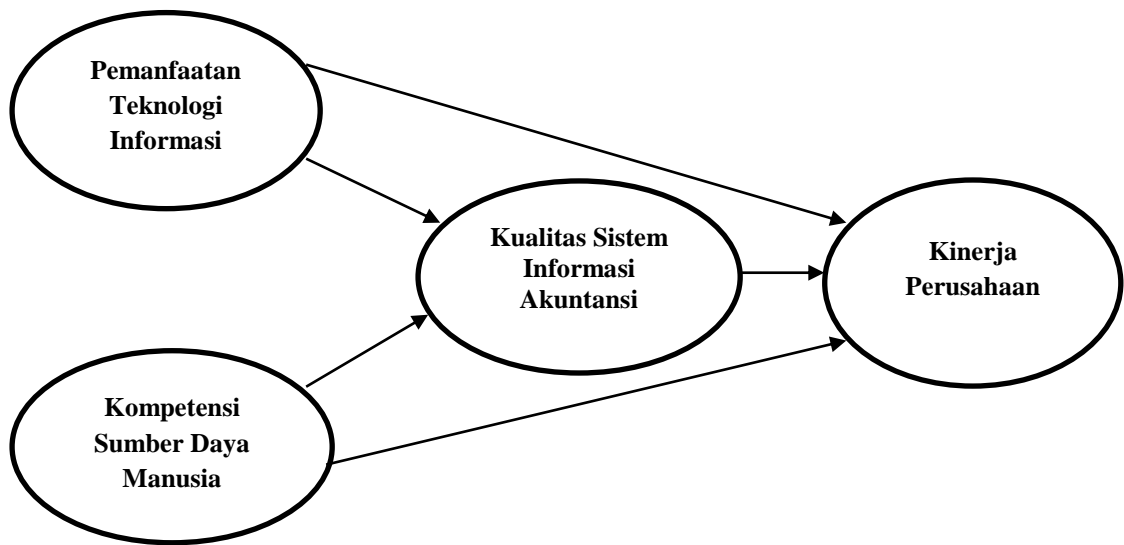 Pemanfaatan
Teknologi
Informasi
Kualitas Sistem
Informasi
Akuntansi
Kinerja
Perusahaan
Kompetensi
Sumber Daya
Manusia